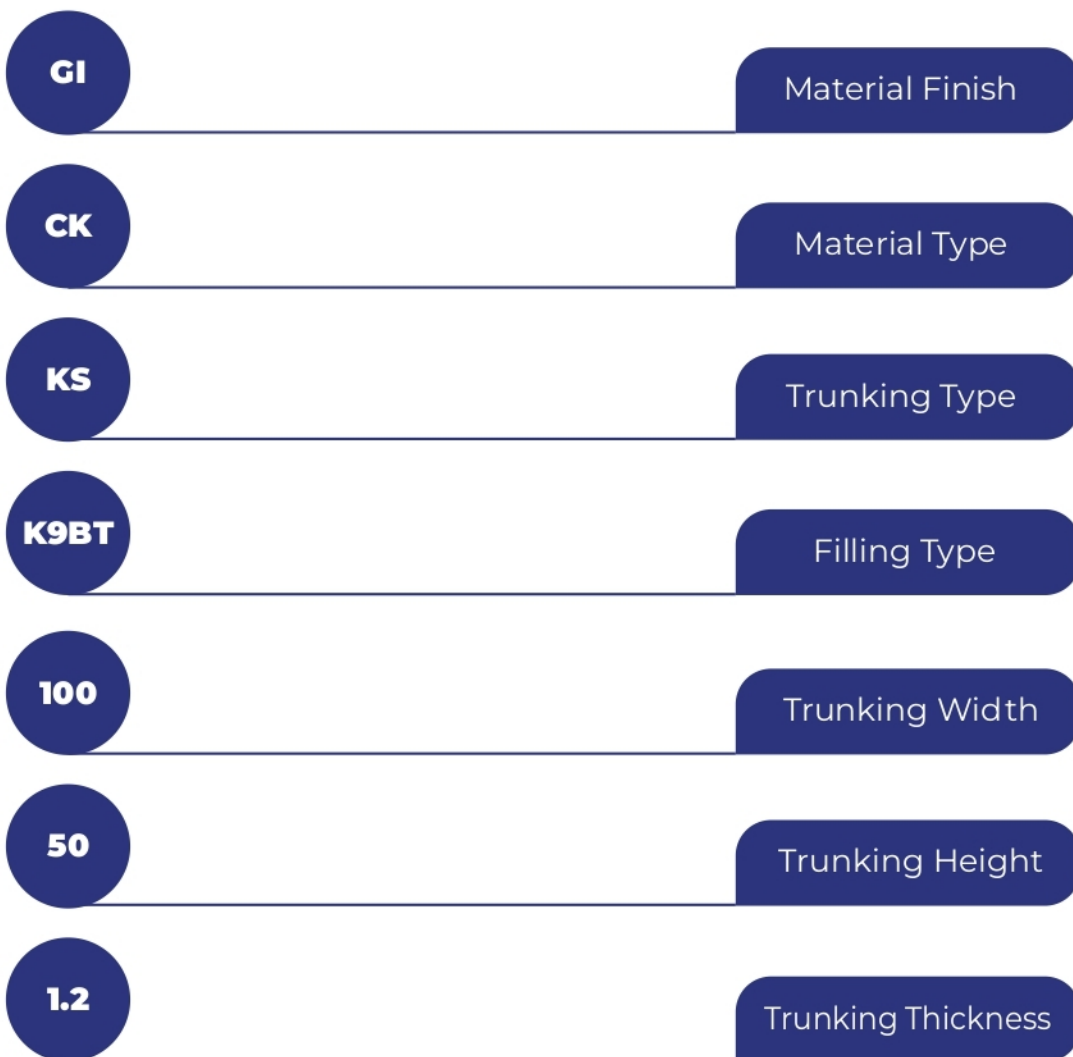 GI
Material Finish
CK
Material Type
KS
Trunking Type
K9BT
Filling Type
100
Trunking Width
50
Trunking Height
1.2
Trunking Thickness